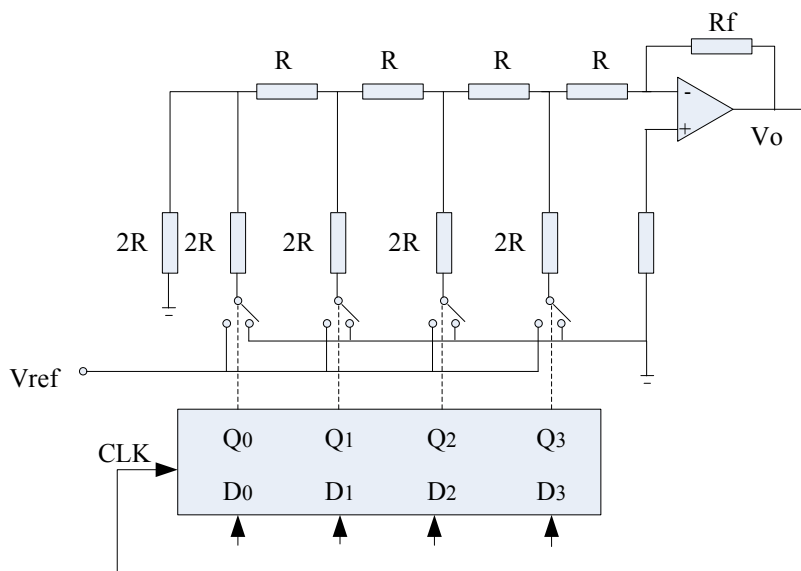 Rf
R R R R
-
+
Vo
2R 2R 2R 2R 2R
Vref
CLK
Q0 Q1 Q2 Q3
D0 D1 D2 D3